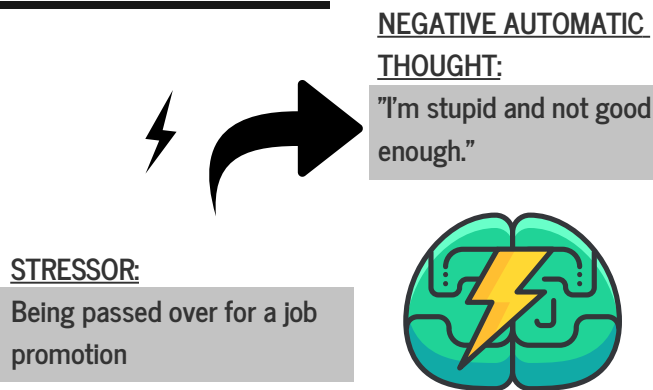 NEGATIVE AUTOMATIC
THOUGHT:
"I'm stupid and not good
enough."
STRESSOR:
Being passed over for a job
promotion